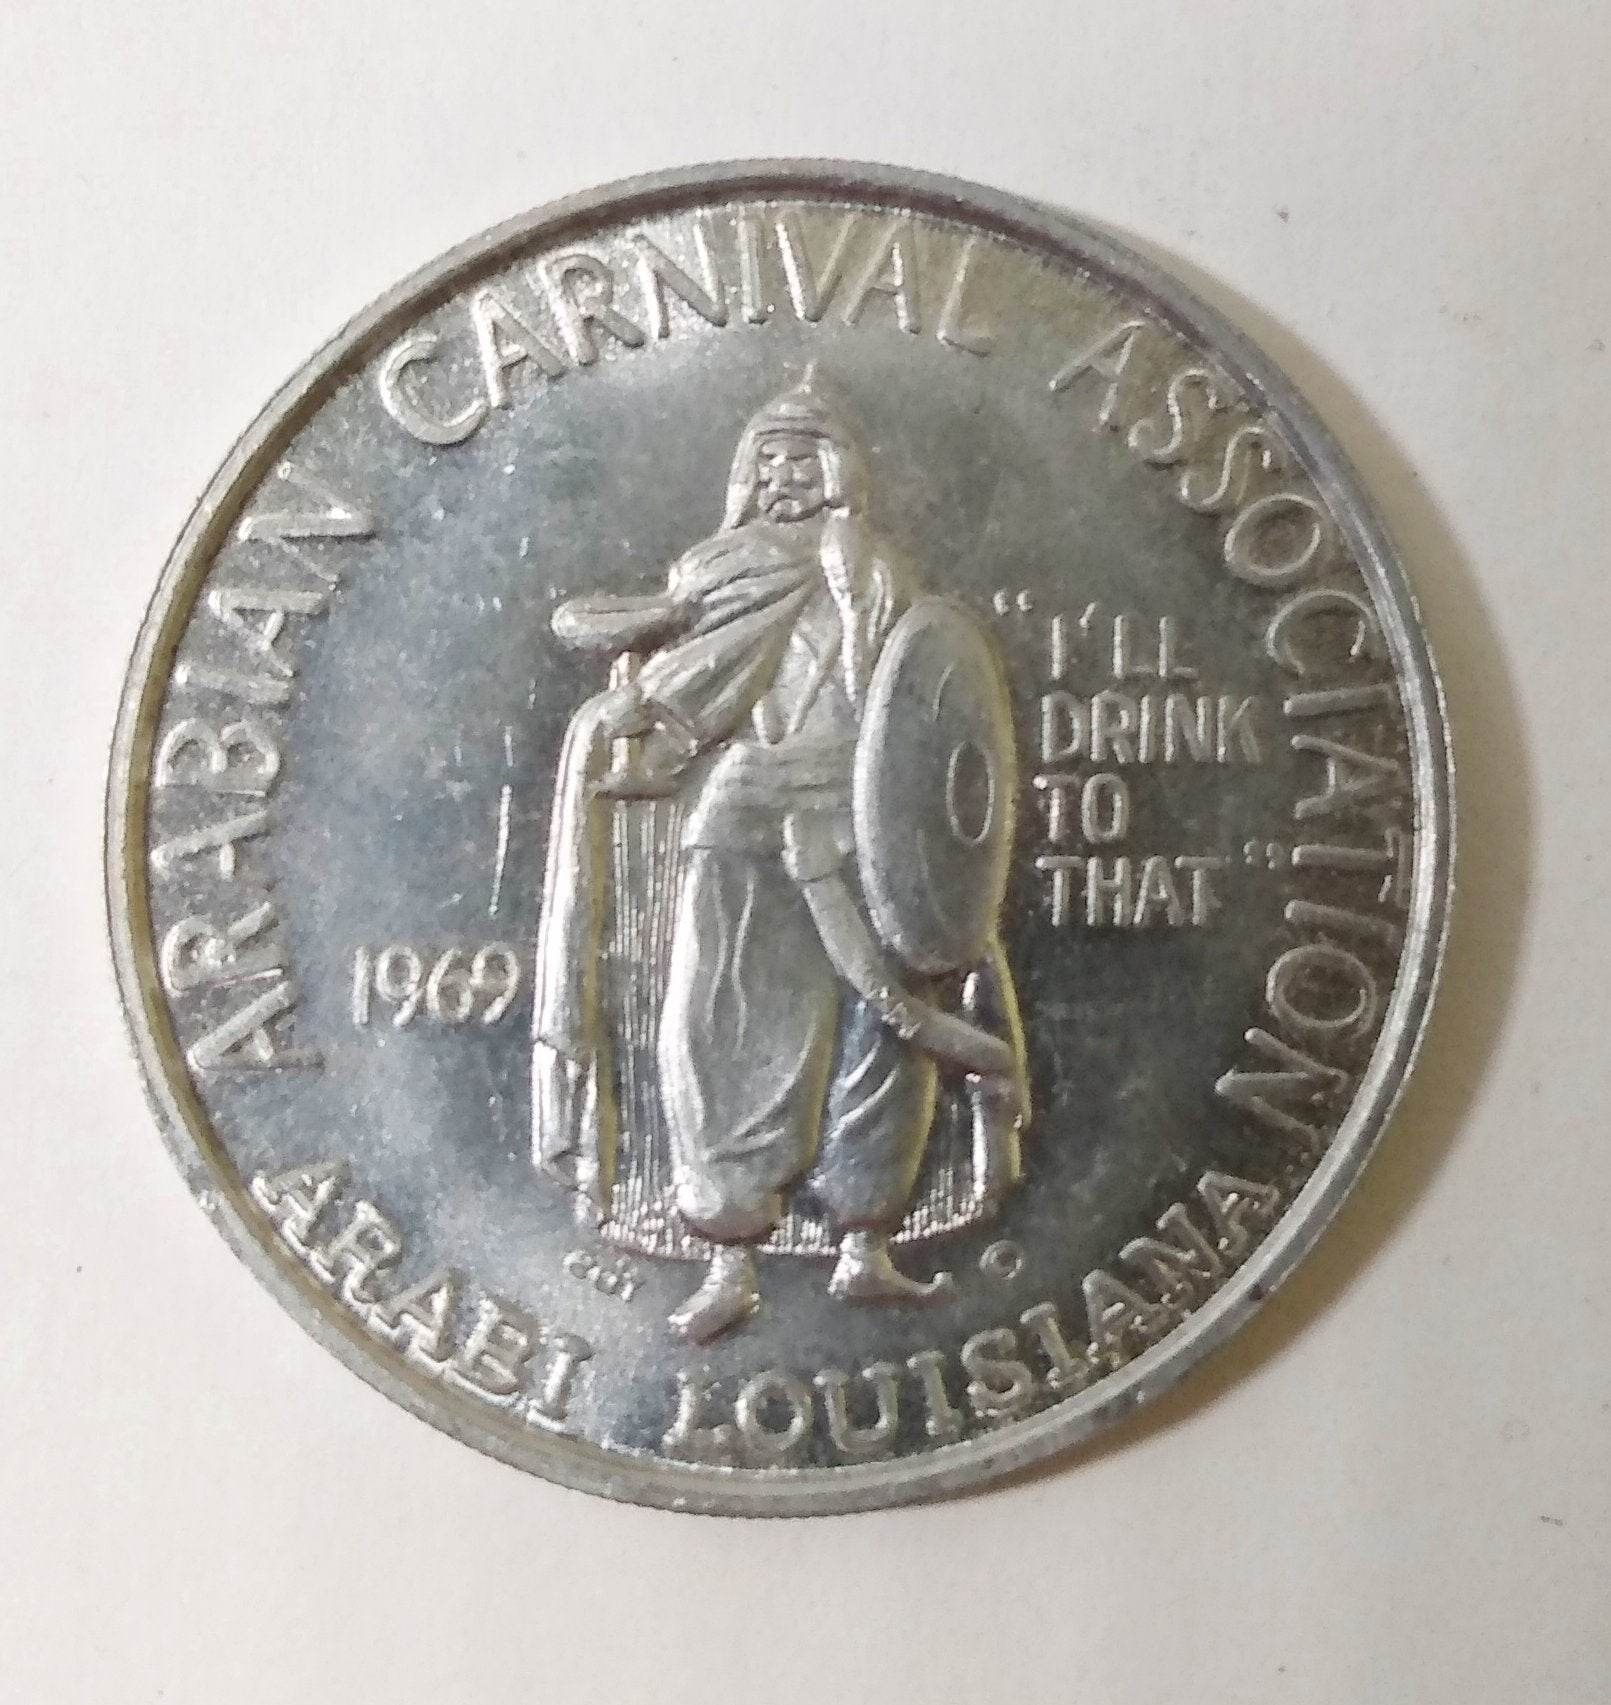 ARABIAN CARNIVAL ASSOCIATION
"I'LL
DRINK
TO
THAT"
1969
©
ARABI LOUISIANA